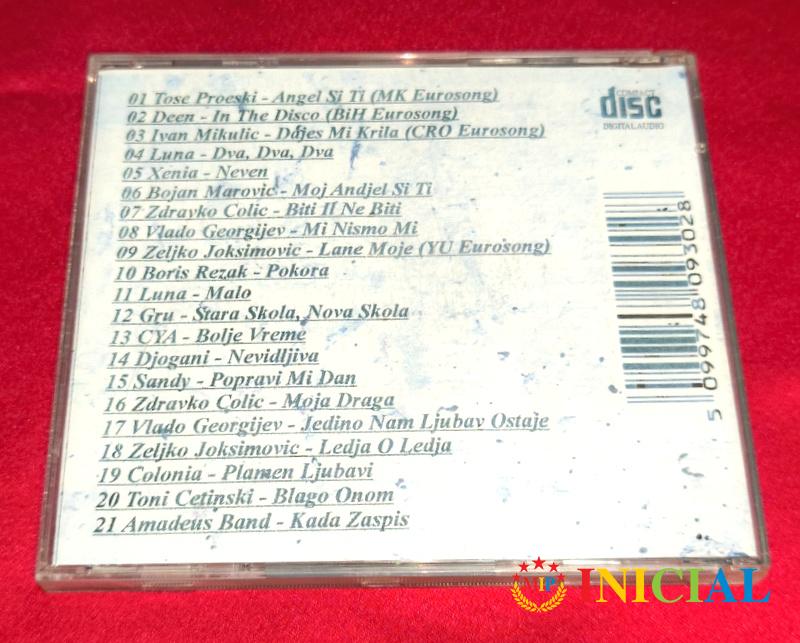 01 Tose Proeski - Angel Si Ti (MK Eurosong)
02 Deen - In The Disco (BiH Eurosong)
03 Ivan Mikulic - Dajes Mi Krila (CRO Eurosong)
04 Luna - Dva, Dva, Dva
05 Xenia - Neven
06 Bojan Marovic - Moj Andjel Si Ti
07 Zdravko Colic - Biti Il Ne Biti
08 Vlado Georgijev - Mi Nismo Mi
09 Zeljko Joksimovic - Lane Moje (YU Eurosong)
10 Boris Rezak - Pokora
11 Luna - Malo
12 Gru - Stara Skola, Nova Skola
13 CYA - Bolje Vreme
14 Djogani - Nevidljiva
15 Sandy - Popravi Mi Dan
16 Zdravko Colic - Moja Draga
17 Vlado Georgijev - Jedino Nam Ljubav Ostaje
18 Zeljko Joksimovic - Ledja O Ledja
19 Colonia - Plamen Ljubavi
20 Toni Cetinski - Blago Onom
21 Amadeus Band - Kada Zaspis
COMPACT
disc
DIGITAL AUDIO
5 099748 093028
VIP INICIAL